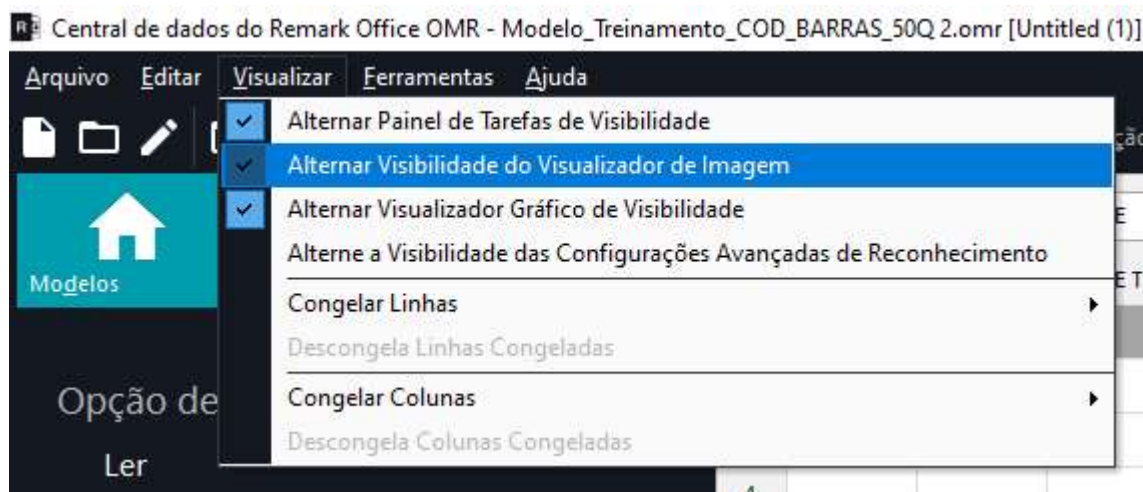 Central de dados do Remark Office OMR - Modelo_Treinamento_COD_BARRAS_50Q 2.omr [Untitled (1)]
Arquivo Editar Visualizar Ferramentas Ajuda
Alternar Painel de Tarefas de Visibilidade
Alternar Visibilidade do Visualizador de Imagem
Alternar Visualizador Gráfico de Visibilidade
Alterne a Visibilidade das Configurações Avançadas de Reconhecimento
Modelos
Congelar Linhas
Descongela Linhas Congeladas
Congelar Colunas
Descongela Colunas Congeladas
Opção de
Ler